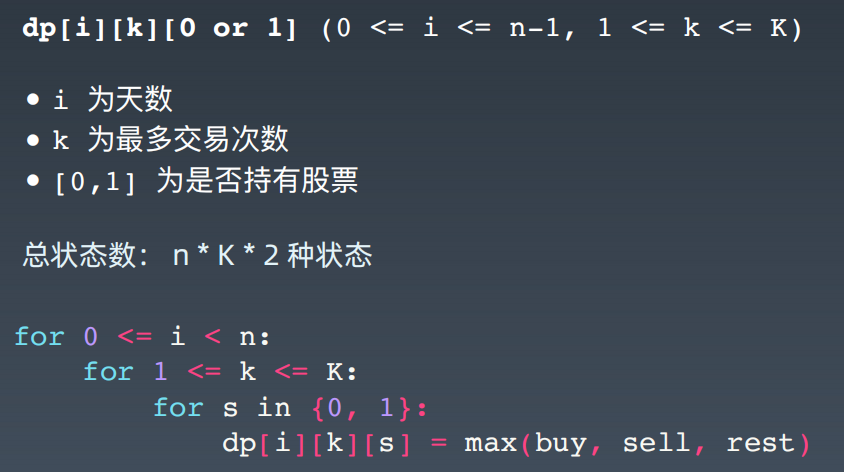 dp[i][k][0 or 1] (0 <= i <= n-1, 1 <= k <= K)
• i 为天数
• k 为最多交易次数
• [0,1] 为是否持有股票
总状态数： n * K * 2 种状态
for 0 <= i < n:
    for 1 <= k <= K:
        for s in {0, 1}:
            dp[i][k][s] = max(buy, sell, rest)